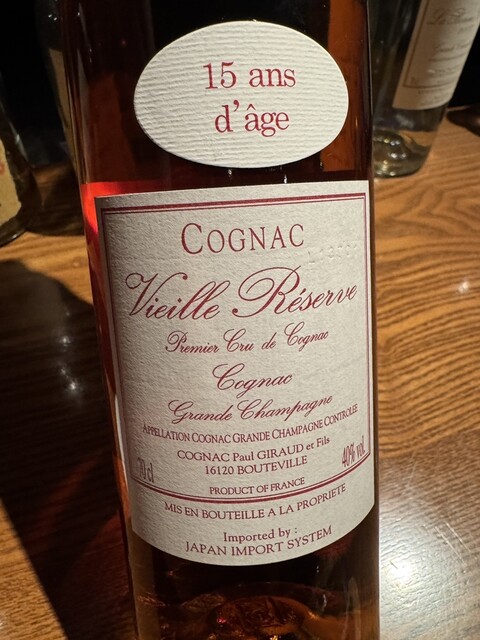 15 ans
d'âge
COGNAC
Vieille Réserve
Premier Cru de Cognac
Cognac
Grande Champagne
APPELLATION COGNAC GRANDE CHAMPAGNE CONTROLEE
COGNAC Paul GIRAUD et Fils
16120 BOUTEVILLE
70 cl
40% vol.
PRODUCT OF FRANCE
MIS EN BOUTEILLE A LA PROPRIETE
Imported by :
JAPAN IMPORT SYSTEM